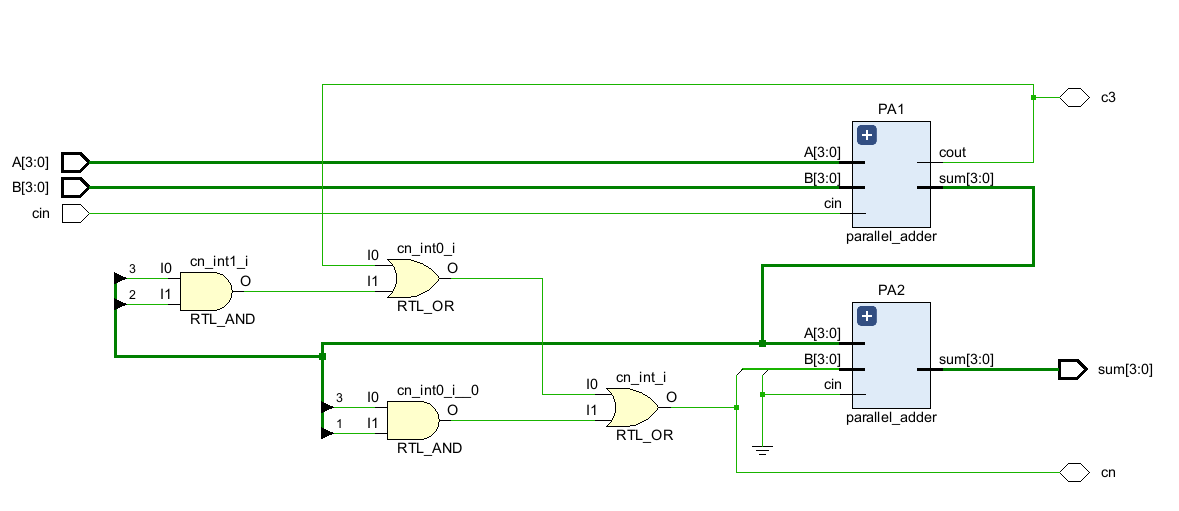 c3
PA1
A[3:0]
B[3:0]
cin
A[3:0]
B[3:0]
cin
cout
sum[3:0]
parallel_adder
cn_int1_i
3
2
I0
I1
O
RTL_AND
cn_int0_i
I0
I1
O
RTL_OR
PA2
A[3:0]
B[3:0]
cin
sum[3:0]
parallel_adder
sum[3:0]
cn_int0_i__0
3
1
I0
I1
O
RTL_AND
cn_int_i
I0
I1
O
RTL_OR
cn